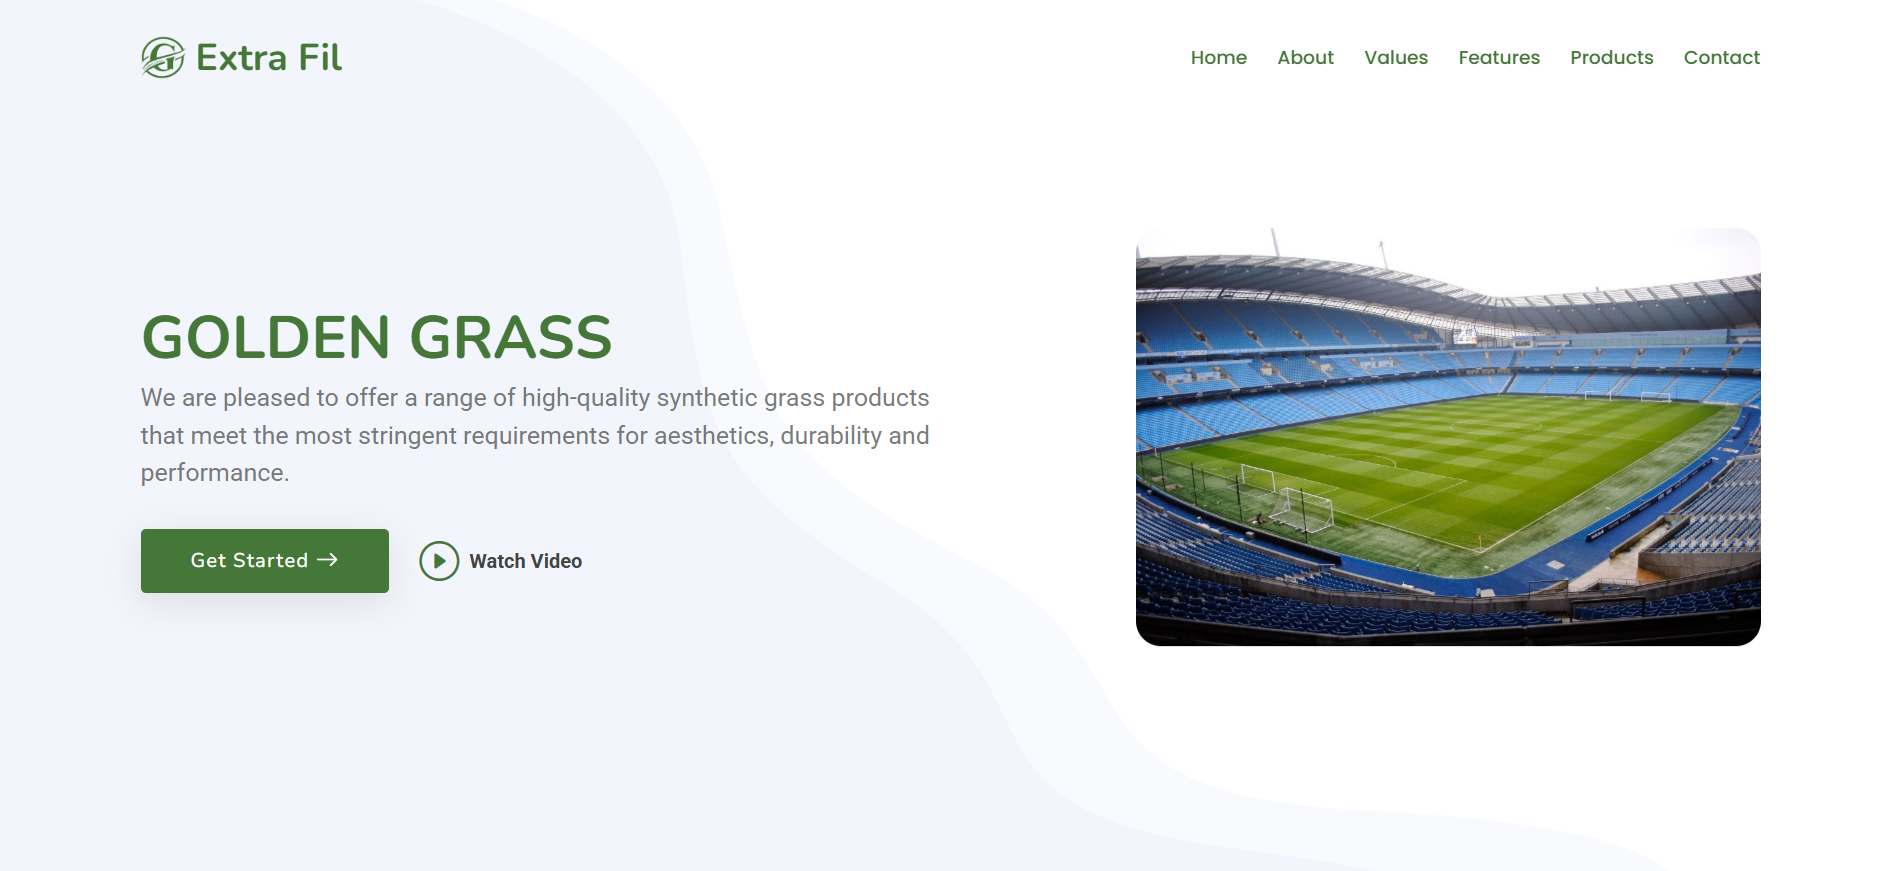 Extra Fil
Home About Values Features Products Contact
GOLDEN GRASS
We are pleased to offer a range of high-quality synthetic grass products
that meet the most stringent requirements for aesthetics, durability and
performance.
Get Started →
Watch Video